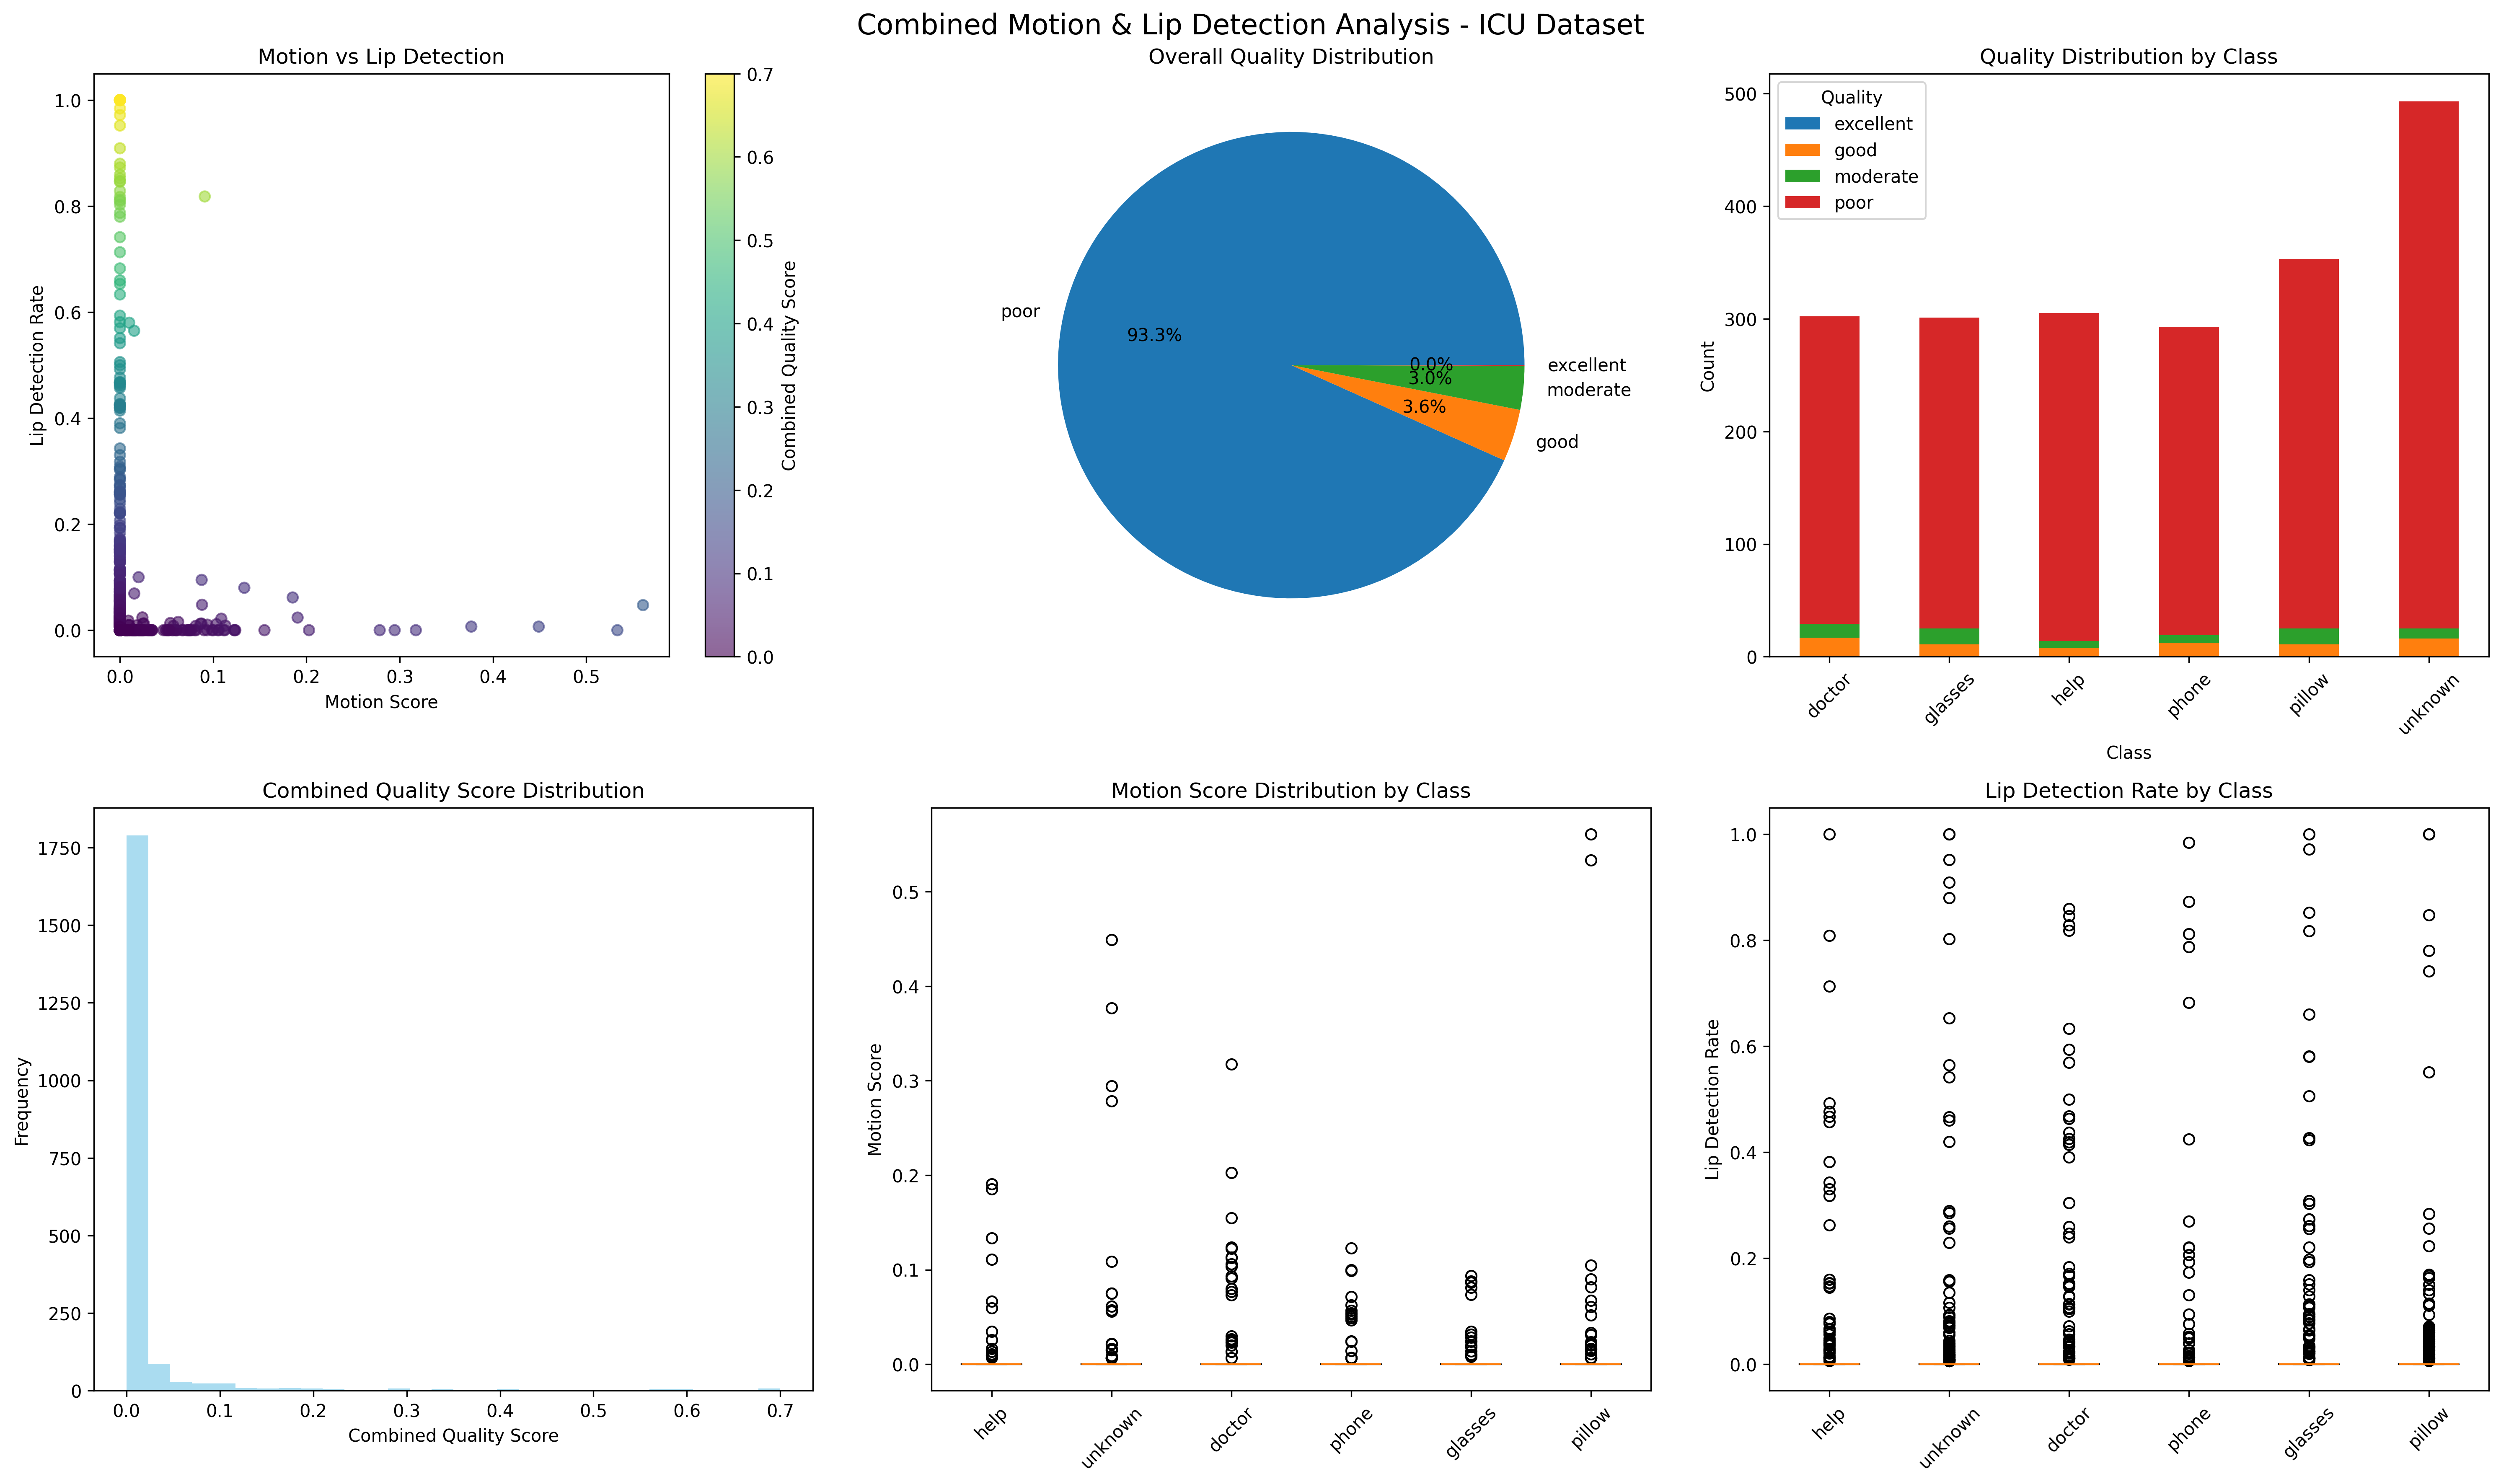 Combined Motion & Lip Detection Analysis - ICU Dataset
Motion vs Lip Detection
1.0
0.8
0.6
0.4
0.2
0.0
Lip Detection Rate
0.0 0.1 0.2 0.3 0.4 0.5
Motion Score
0.7
0.6
0.5
0.4
0.3
0.2
0.1
0.0
Combined Quality Score
Overall Quality Distribution
poor
93.3%
0.0%
3.0%
3.6%
excellent
moderate
good
Quality Distribution by Class
Quality
excellent
good
moderate
poor
500
400
300
200
100
0
Count
doctor glasses help phone pillow unknown
Class
Combined Quality Score Distribution
1750
1500
1250
1000
750
500
250
0
Frequency
0.0 0.1 0.2 0.3 0.4 0.5 0.6 0.7
Combined Quality Score
Motion Score Distribution by Class
0.5
0.4
0.3
0.2
0.1
0.0
Motion Score
help unknown doctor phone glasses pillow
Lip Detection Rate by Class
1.0
0.8
0.6
0.4
0.2
0.0
Lip Detection Rate
help unknown doctor phone glasses pillow